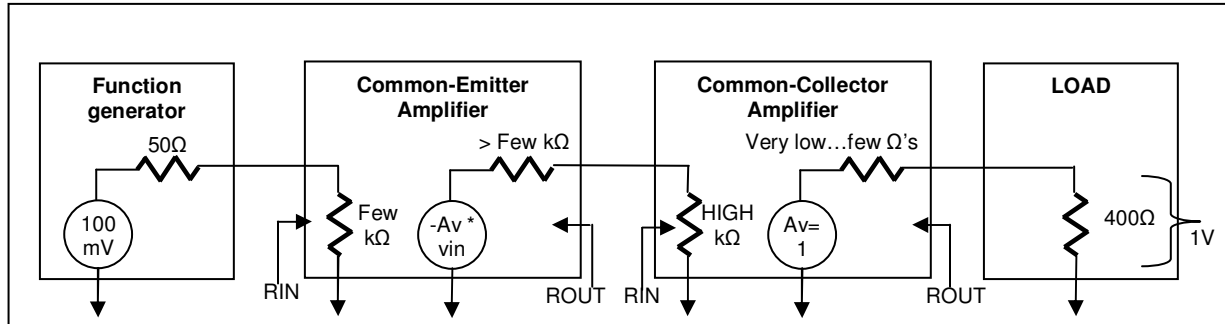 Function
generator
50Ω
100
mV
RIN
Common-Emitter
Amplifier
> Few kΩ
Few
kΩ
-Av *
vin
ROUT
Common-Collector
Amplifier
Very low…few Ω's
RIN
HIGH
kΩ
Av=
1
ROUT
LOAD
400Ω
1V